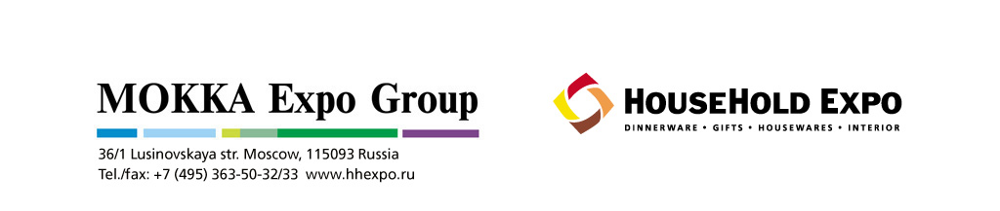 MOKKA Expo Group
36/1 Lusinovskaya str. Moscow, 115093 Russia
Tel./fax: +7 (495) 363-50-32/33 www.hhexpo.ru
HOUSEHOLD EXPO
DINNERWARE • GIFTS • HOUSEWARES • INTERIOR